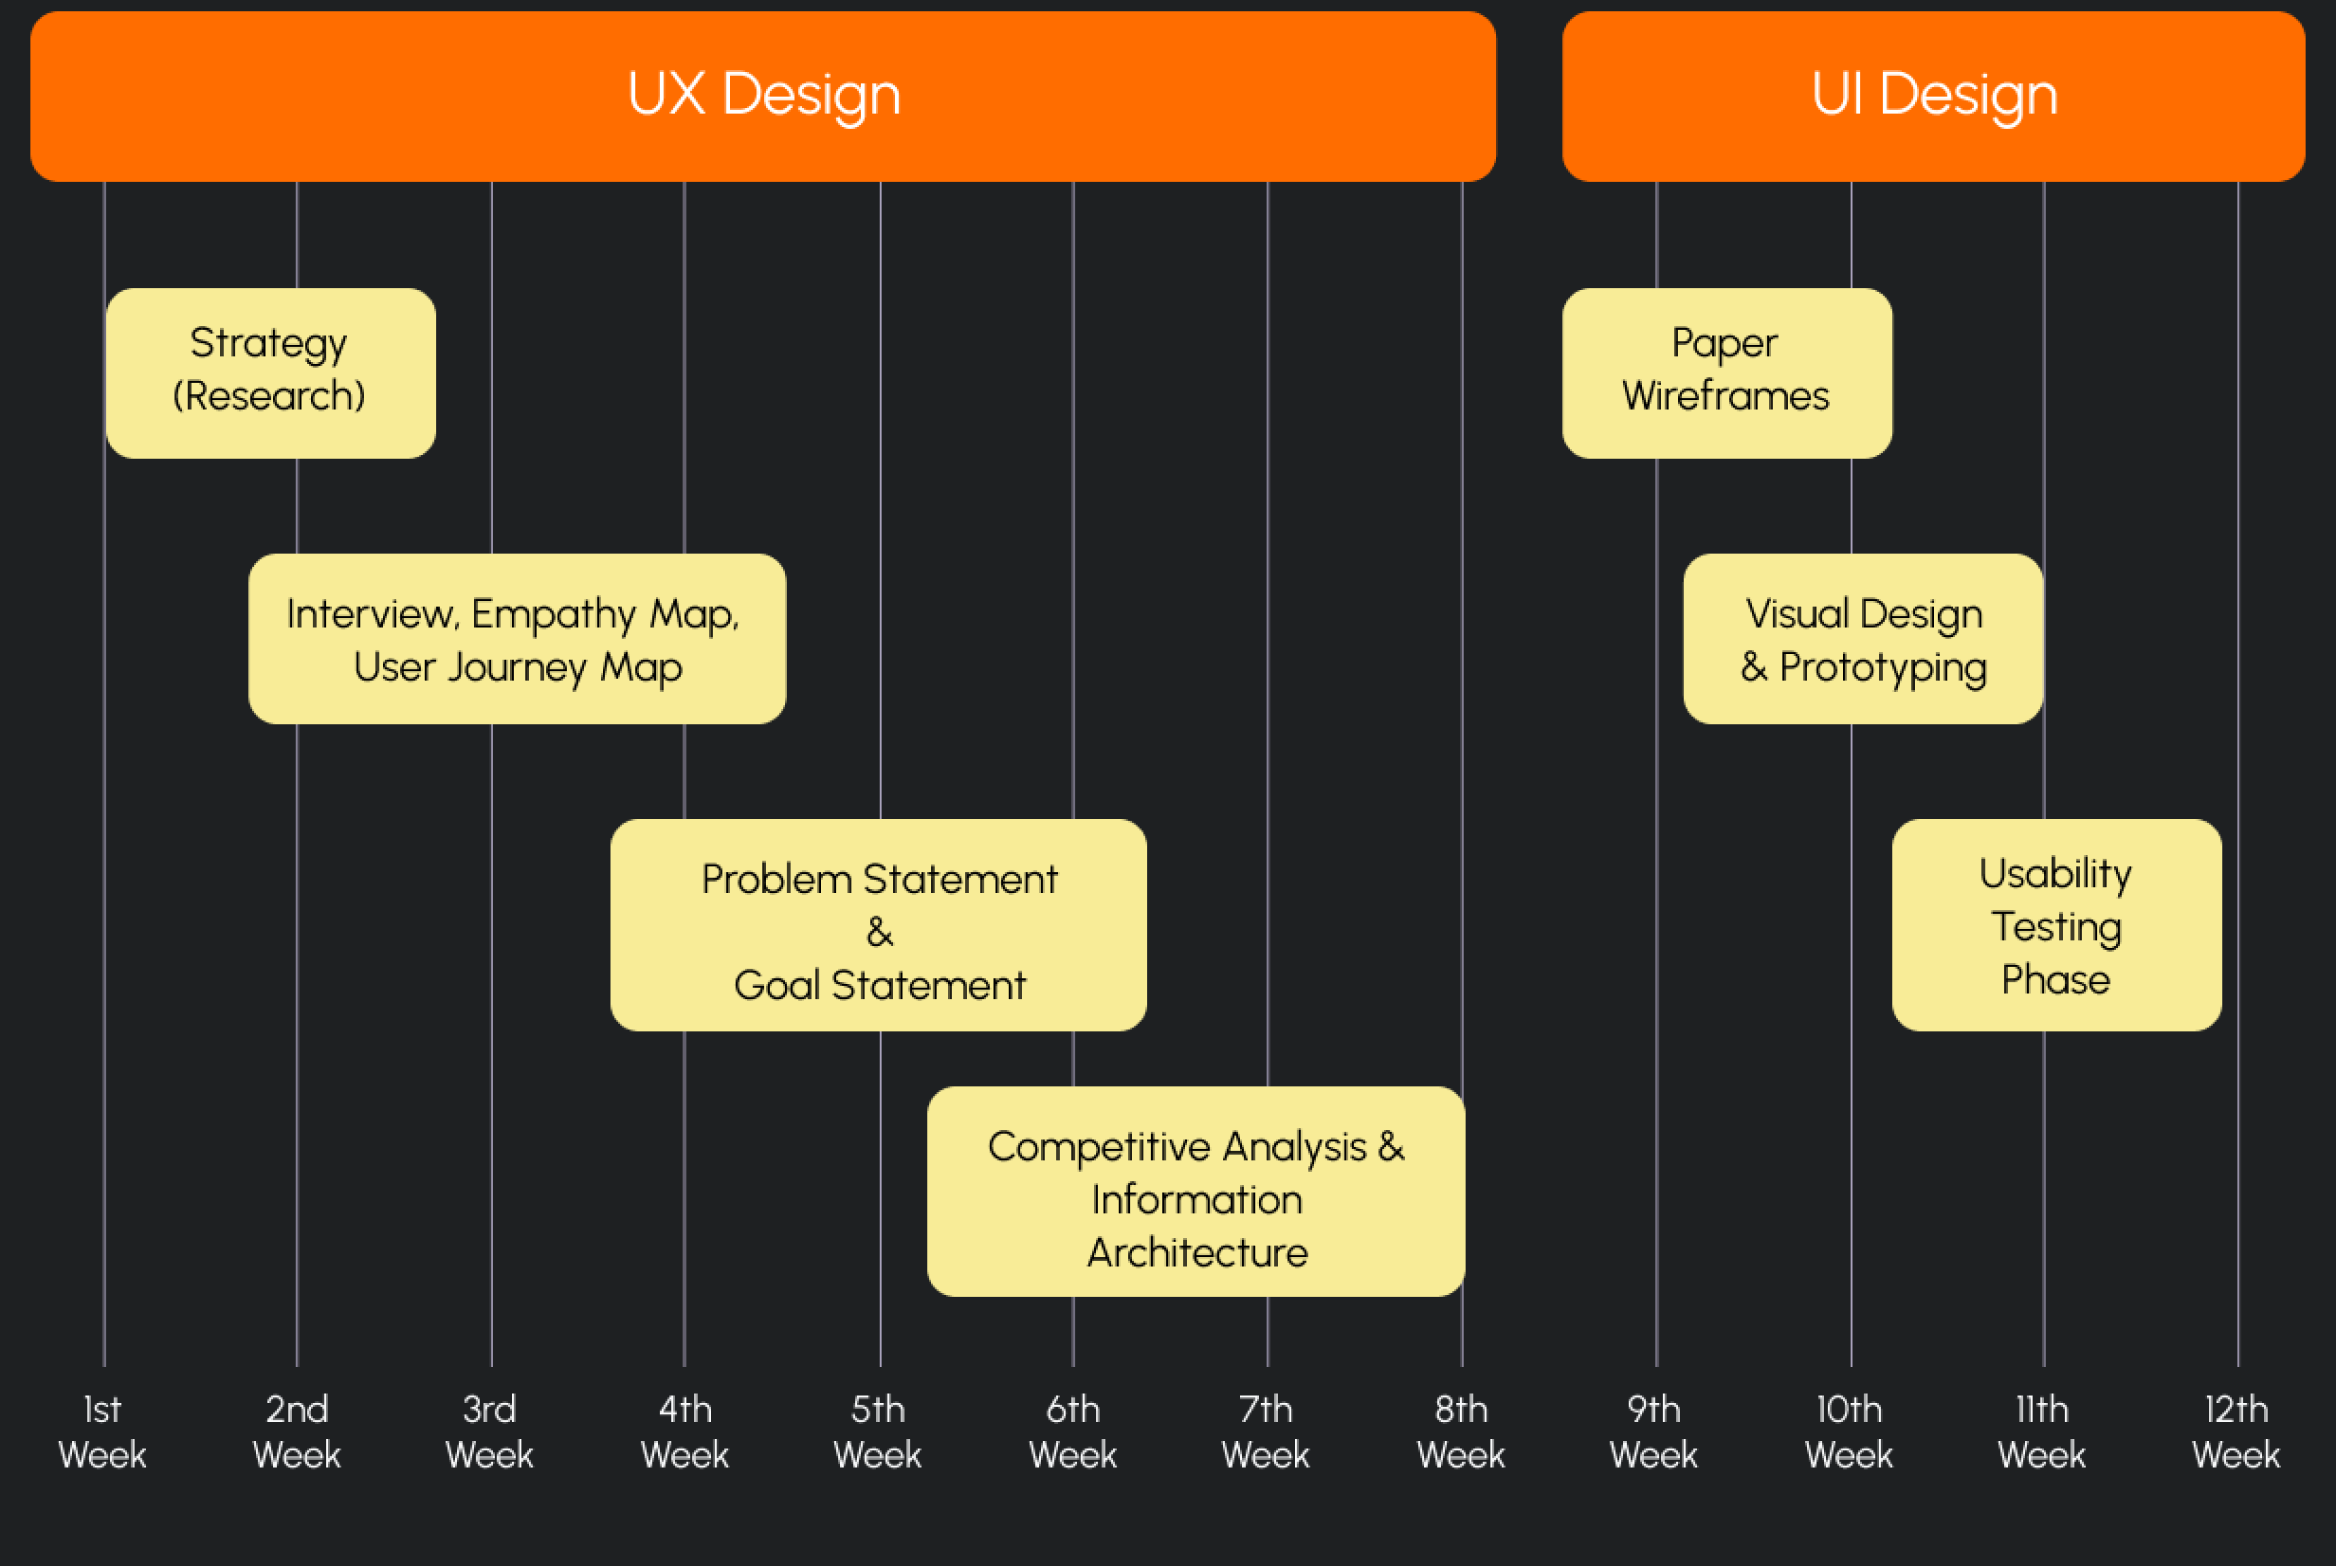 UX Design
UI Design
Strategy
(Research)
Paper
Wireframes
Interview, Empathy Map,
User Journey Map
Visual Design
& Prototyping
Problem Statement
&
Goal Statement
Usability
Testing
Phase
Competitive Analysis &
Information
Architecture
1st
Week
2nd
Week
3rd
Week
4th
Week
5th
Week
6th
Week
7th
Week
8th
Week
9th
Week
10th
Week
11th
Week
12th
Week